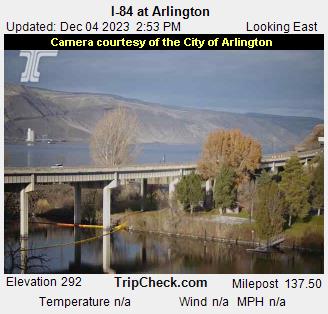 I-84 at Arlington
Updated: Dec 04 2023 2:53 PM Looking East
Camera courtesy of the City of Arlington
Elevation 292 TripCheck.com Milepost 137.50
Temperature n/a Wind n/a MPH n/a